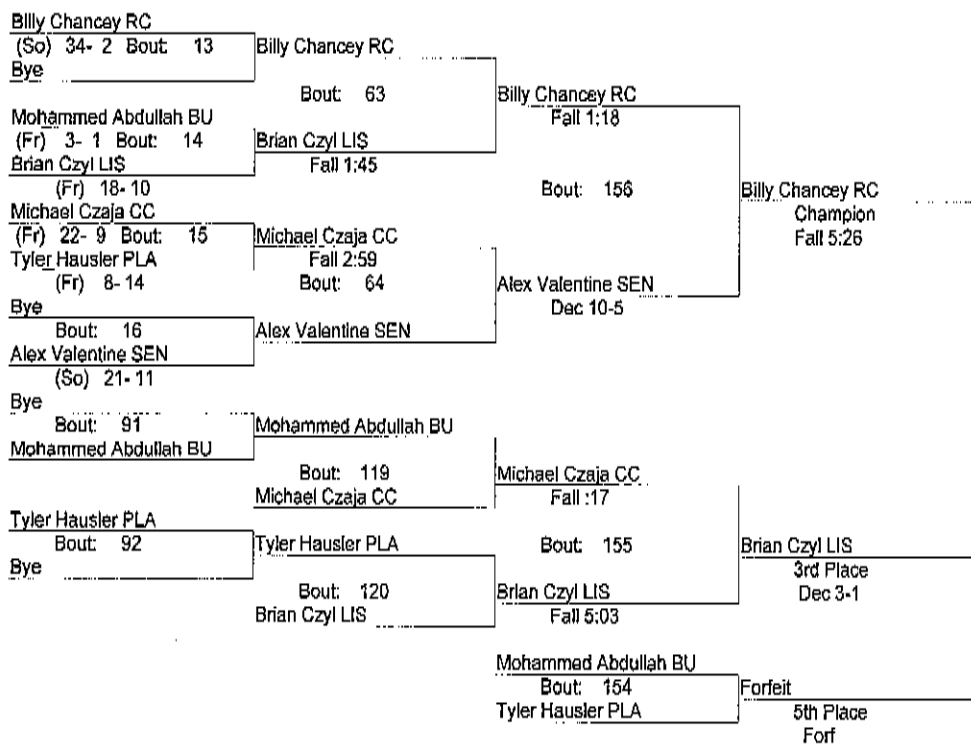 Billy Chancey RC
(So) 34- 2 Bout: 13
Bye
Billy Chancey RC
Bout: 63
Mohammed Abdullah BU
(Fr) 3- 1 Bout: 14
Brian Czyl LIS
(Fr) 18- 10
Brian Czyl LIS
Fall 1:45
Billy Chancey RC
Fall 1:18
Bout: 156
Michael Czaja CC
(Fr) 22- 9 Bout: 15
Tyler Hausler PLA
(Fr) 8- 14
Michael Czaja CC
Fall 2:59
Bout: 64
Bye
Bout: 16
Alex Valentine SEN
(So) 21- 11
Alex Valentine SEN
Alex Valentine SEN
Dec 10-5
Billy Chancey RC
Champion
Fall 5:26
Bye
Bout: 91
Mohammed Abdullah BU
Mohammed Abdullah BU
Bout: 119
Michael Czaja CC
Michael Czaja CC
Fall :17
Bout: 155
Tyler Hausler PLA
Bout: 92
Bye
Tyler Hausler PLA
Bout: 120
Brian Czyl LIS
Brian Czyl LIS
Fall 5:03
Brian Czyl LIS
3rd Place
Dec 3-1
Mohammed Abdullah BU
Bout: 154
Tyler Hausler PLA
Forfeit
5th Place
Forf